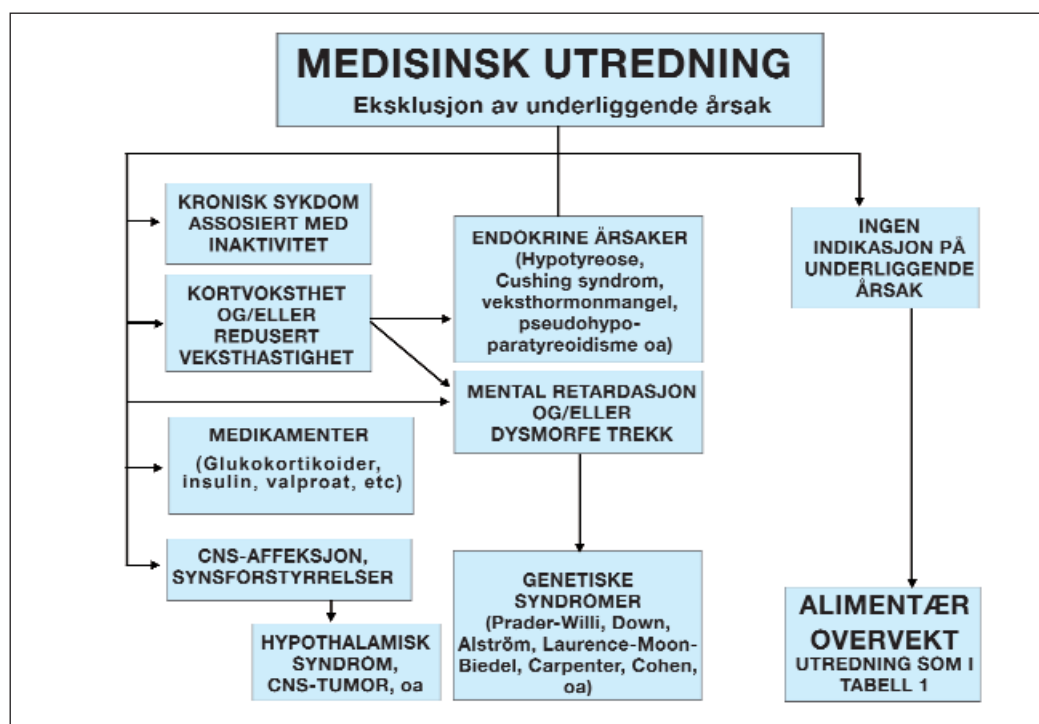 MEDISINSK UTREDNING
Eksklusjon av underliggende årsak
KRONISK SYKDOM
ASSOSIERT MED
INAKTIVITET
KORTVOKSTHET
OG/ELLER
REDUSERT
VEKSTHASTIGHET
MEDIKAMENTER
(Glukokortikoider,
insulin, valproat, etc)
CNS-AFFEKSJON,
SYNSFORSTYRRELSER
HYPOTHALAMISK
SYNDROM,
CNS-TUMOR, oa
ENDOKRINE ÅRSAKER
(Hypotyreose,
Cushing syndrom,
veksthormonmangel,
pseudohypo-
paratyreoidisme oa)
MENTAL RETARDASJON
OG/ELLER
DYSMORFE TREKK
GENETISKE
SYNDROMER
(Prader-Willi, Down,
Alström, Laurence-Moon-
Biedel, Carpenter, Cohen,
oa)
INGEN
INDIKASJON PÅ
UNDERLIGGENDE
ÅRSAK
ALIMENTÆR
OVERVEKT
UTREDNING SOM I
TABELL 1